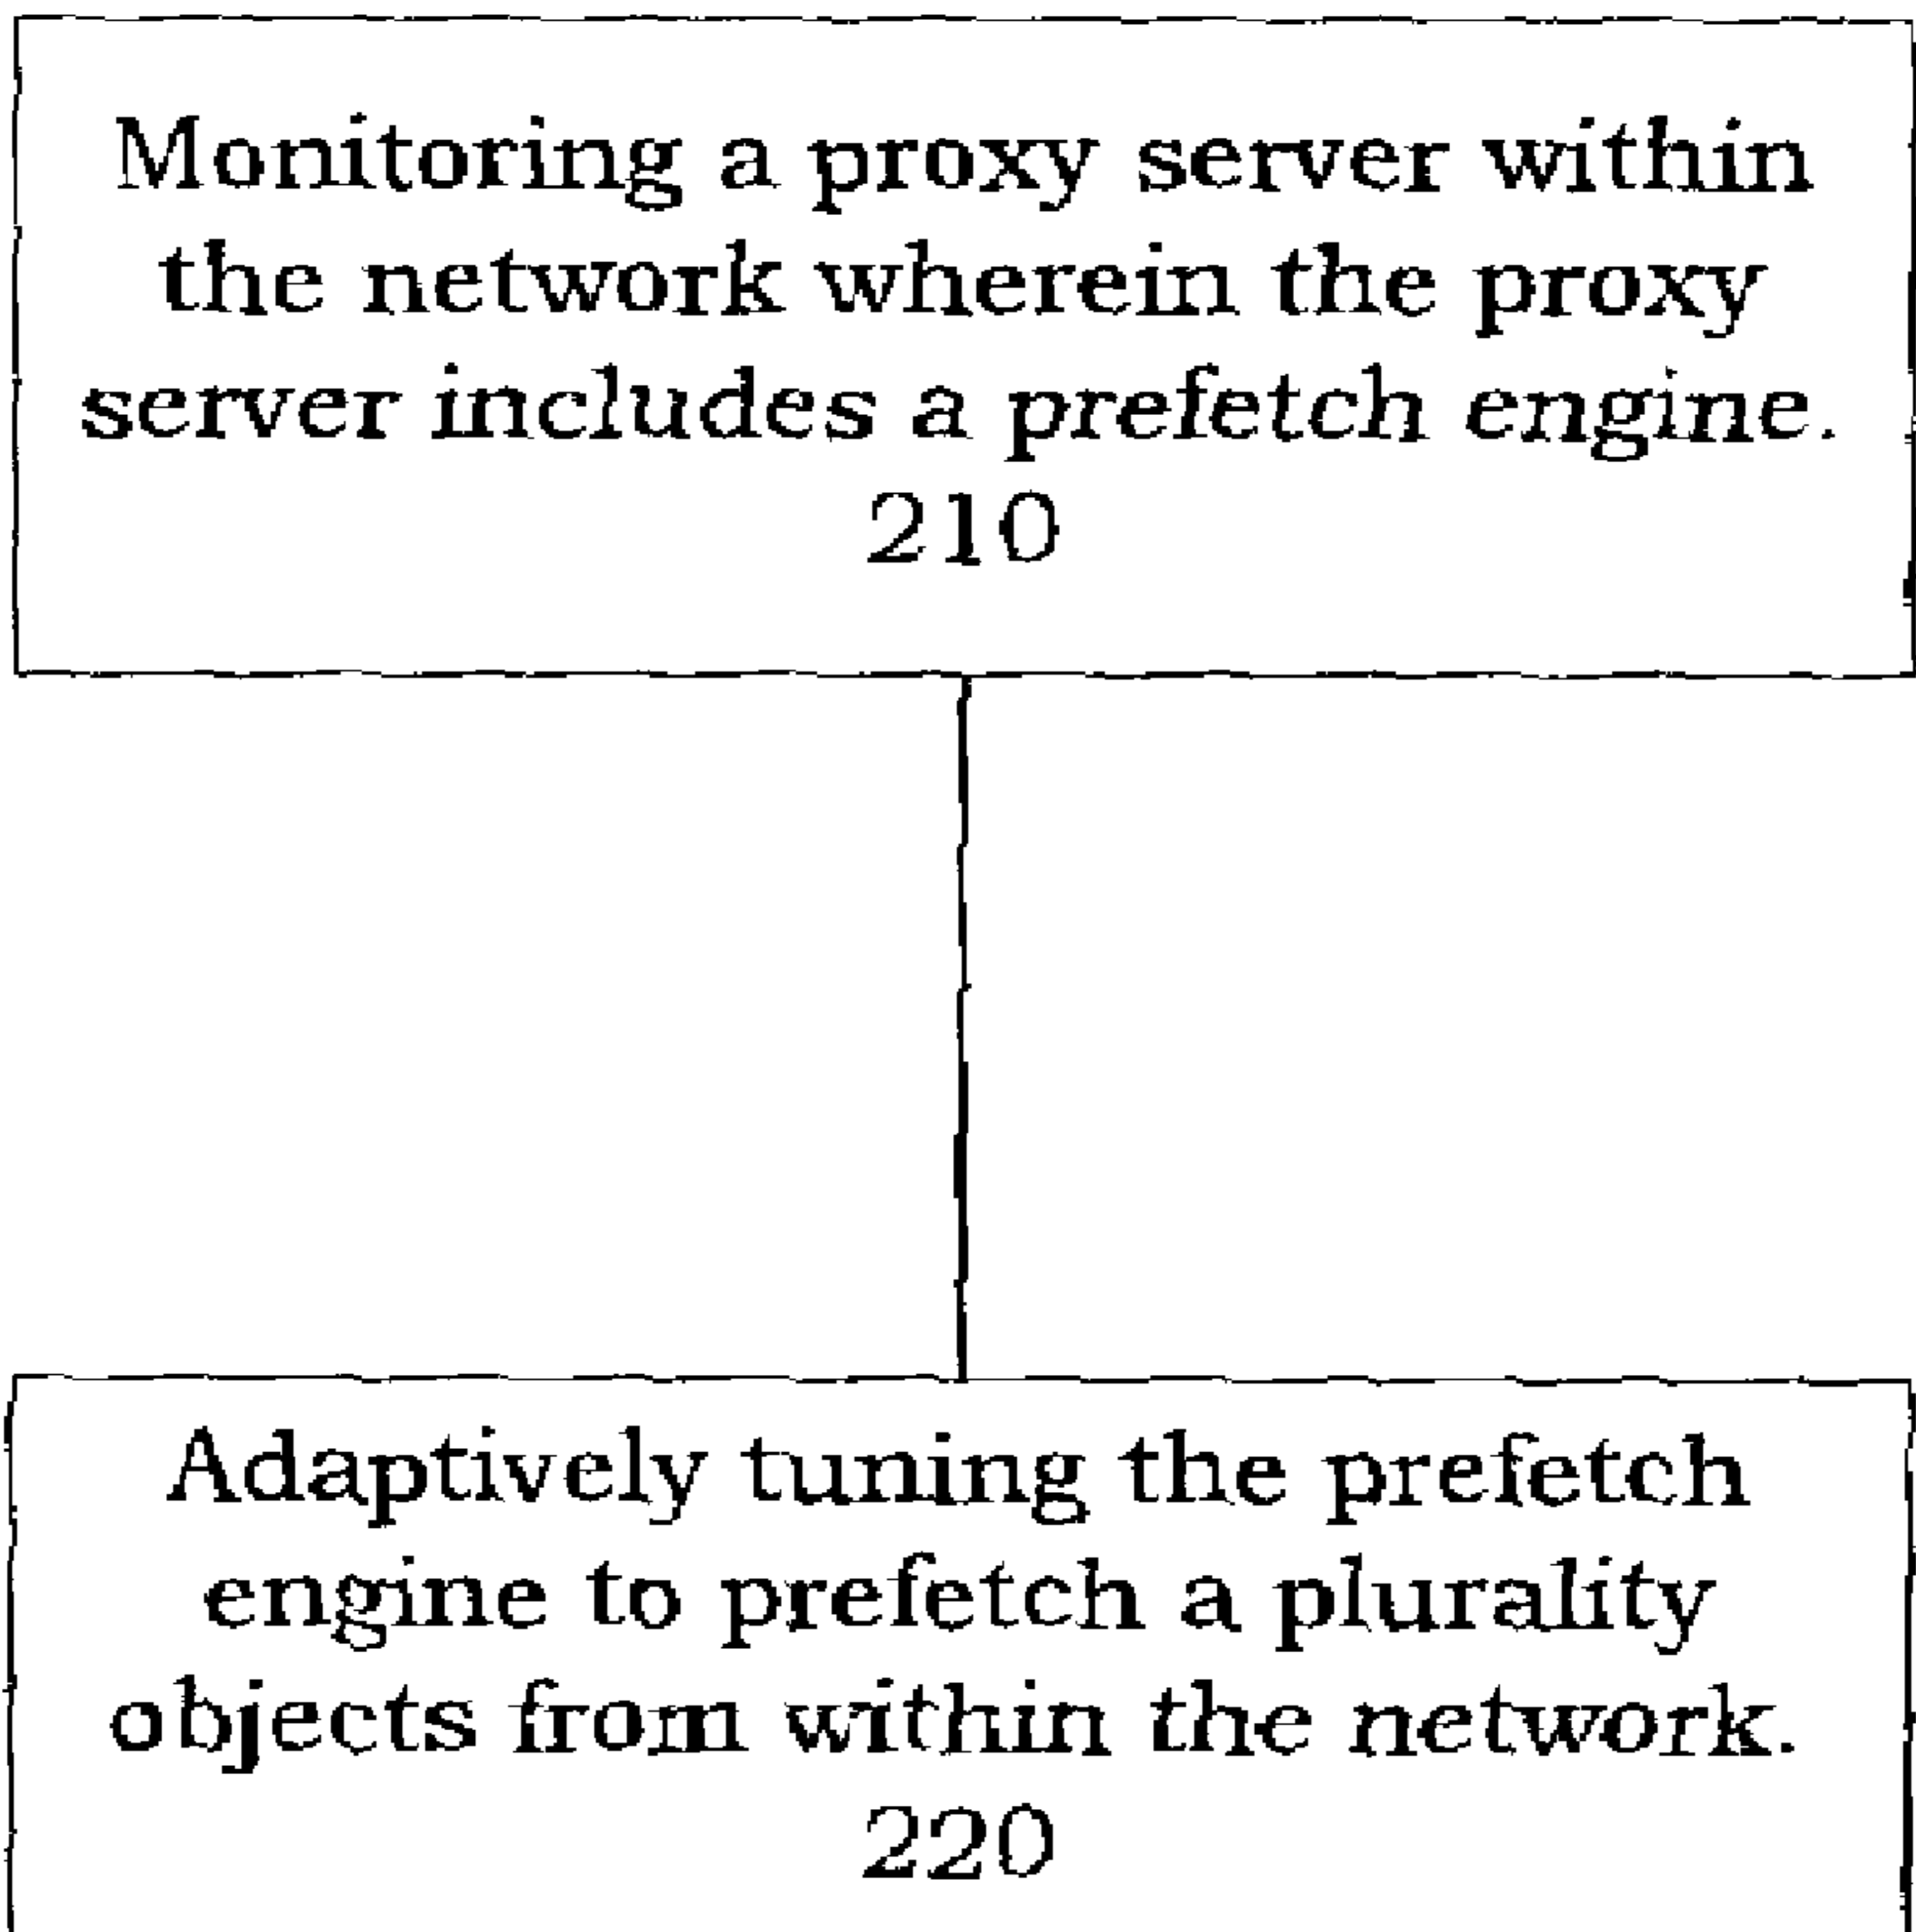 Monitoring a proxy server within
the network wherein the proxy
server includes a prefetch engine.
210
Adaptively tuning the prefetch
engine to prefetch a plurality
objects from within the network.
220